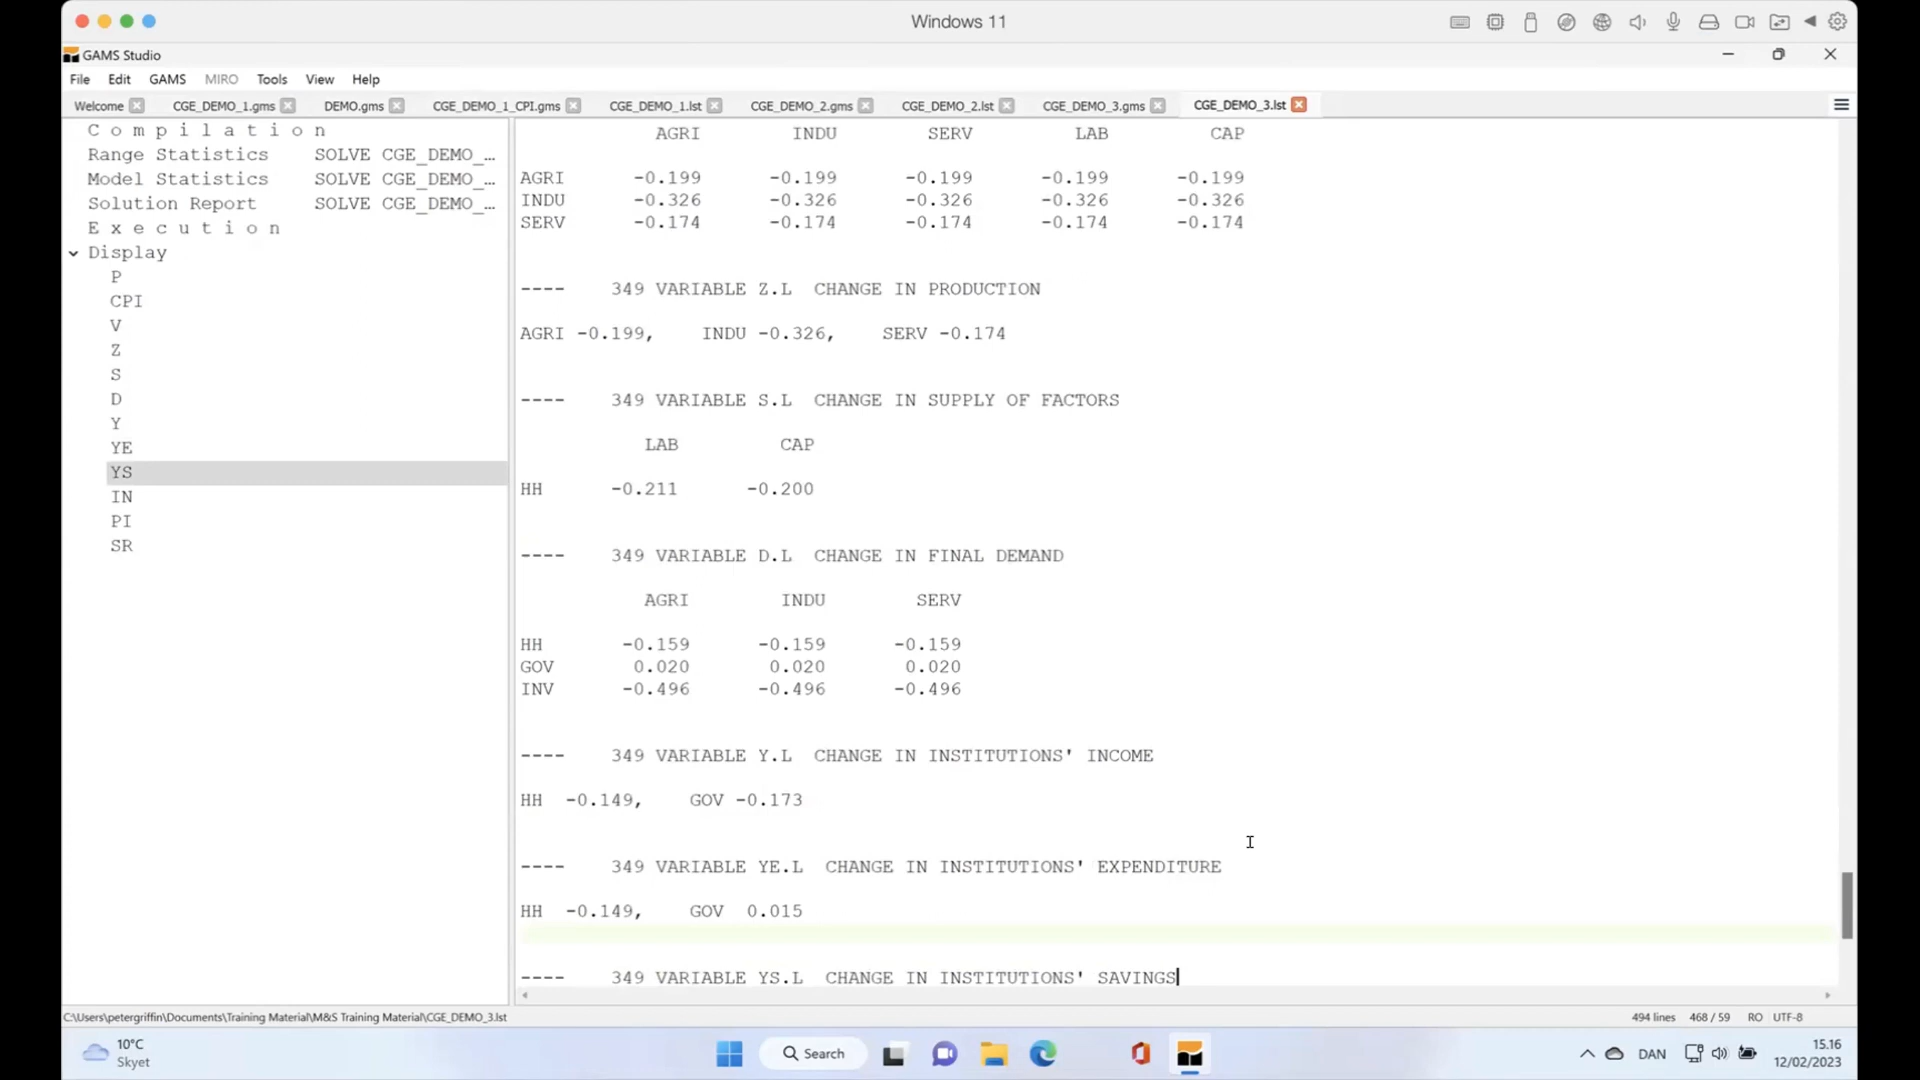 Windows 11
GAMS Studio
File Edit GAMS MIRO Tools View Help
Welcome CGE_DEMO_1.gms DEMO.gms CGE_DEMO_1_CPI.gms CGE_DEMO_1.lst CGE_DEMO_2.gms CGE_DEMO_2.lst CGE_DEMO_3.gms CGE_DEMO_3.lst
C o m p i l a t i o n
Range Statistics SOLVE CGE_DEMO_...
Model Statistics SOLVE CGE_DEMO_...
Solution Report SOLVE CGE_DEMO_...
E x e c u t i o n
Display
P
CPI
V
Z
S
D
Y
YE
YS
IN
PI
SR
AGRI INDU SERV LAB CAP
AGRI -0.199 -0.199 -0.199 -0.199 -0.199
INDU -0.326 -0.326 -0.326 -0.326 -0.326
SERV -0.174 -0.174 -0.174 -0.174 -0.174
---- 349 VARIABLE Z.L CHANGE IN PRODUCTION
AGRI -0.199, INDU -0.326, SERV -0.174
---- 349 VARIABLE S.L CHANGE IN SUPPLY OF FACTORS
LAB CAP
HH -0.211 -0.200
---- 349 VARIABLE D.L CHANGE IN FINAL DEMAND
AGRI INDU SERV
HH -0.159 -0.159 -0.159
GOV 0.020 0.020 0.020
INV -0.496 -0.496 -0.496
---- 349 VARIABLE Y.L CHANGE IN INSTITUTIONS' INCOME
HH -0.149, GOV -0.173
---- 349 VARIABLE YE.L CHANGE IN INSTITUTIONS' EXPENDITURE
HH -0.149, GOV 0.015
---- 349 VARIABLE YS.L CHANGE IN INSTITUTIONS' SAVINGS
C:\Users\petergriffin\Documents\Training Material\M&S Training Material\CGE_DEMO_3.lst 494 lines 468 / 59 RO UTF-8
10°C
Skyet
Search
DAN
15.16
12/02/2023